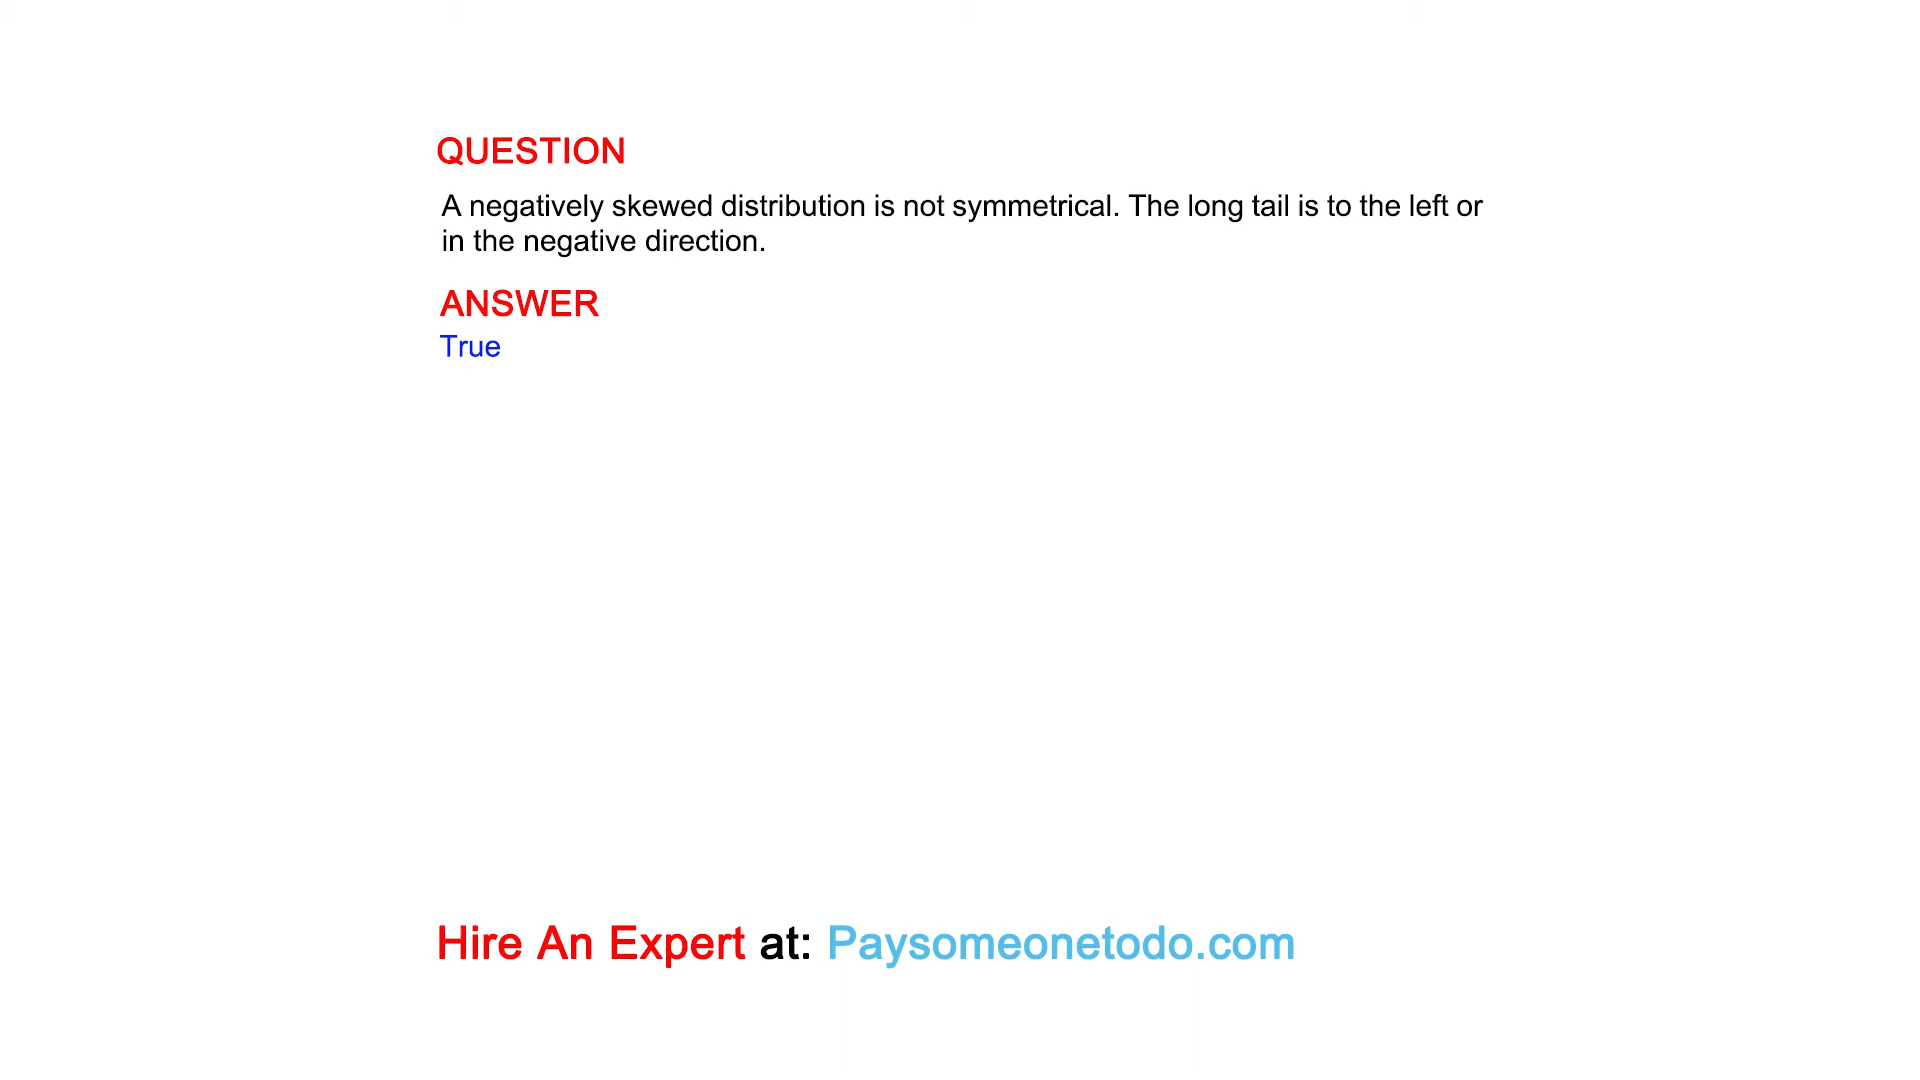 QUESTION
A negatively skewed distribution is not symmetrical. The long tail is to the left or
in the negative direction.
ANSWER
True
Hire An Expert at: Paysomeonetodo.com